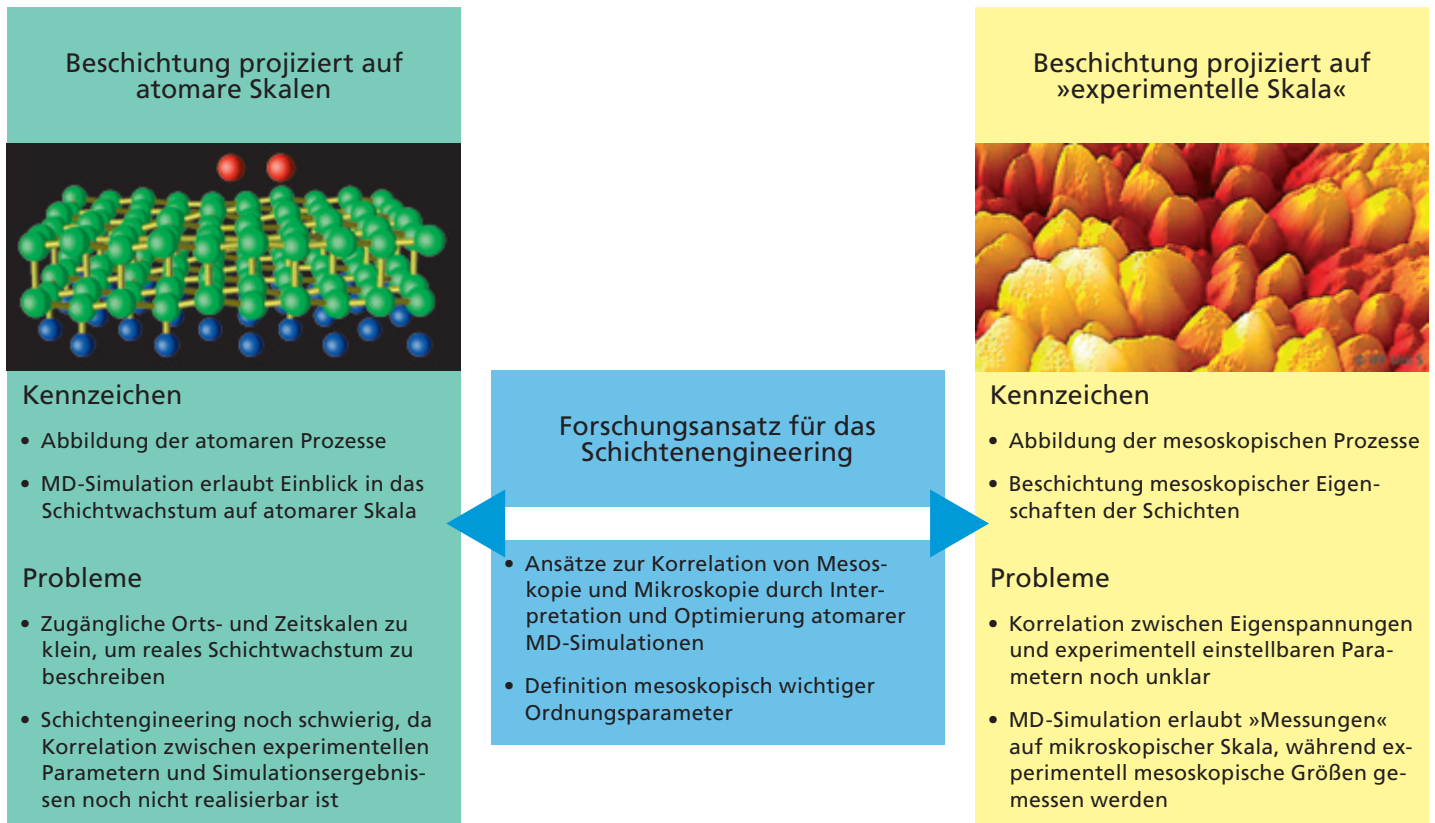 Beschichtung projiziert auf
atomare Skalen
Kennzeichen
• Abbildung der atomaren Prozesse
• MD-Simulation erlaubt Einblick in das
Schichtwachstum auf atomarer Skala
Probleme
• Zugängliche Orts- und Zeitskalen zu
klein, um reales Schichtwachstum zu
beschreiben
• Schichtengineering noch schwierig, da
Korrelation zwischen experimentellen
Parametern und Simulationsergebnis-
sen noch nicht realisierbar ist
Forschungsansatz für das
Schichtenengineering
• Ansätze zur Korrelation von Mesos-
kopie und Mikroskopie durch Inter-
pretation und Optimierung atomarer
MD-Simulationen
• Definition mesoskopisch wichtiger
Ordnungsparameter
Beschichtung projiziert auf
»experimentelle Skala«
Kennzeichen
• Abbildung der mesoskopischen Prozesse
• Beschichtung mesoskopischer Eigen-
schaften der Schichten
Probleme
• Korrelation zwischen Eigenspannungen
und experimentell einstellbaren Para-
metern noch unklar
• MD-Simulation erlaubt »Messungen«
auf mikroskopischer Skala, während ex-
perimentell mesoskopische Größen ge-
messen werden